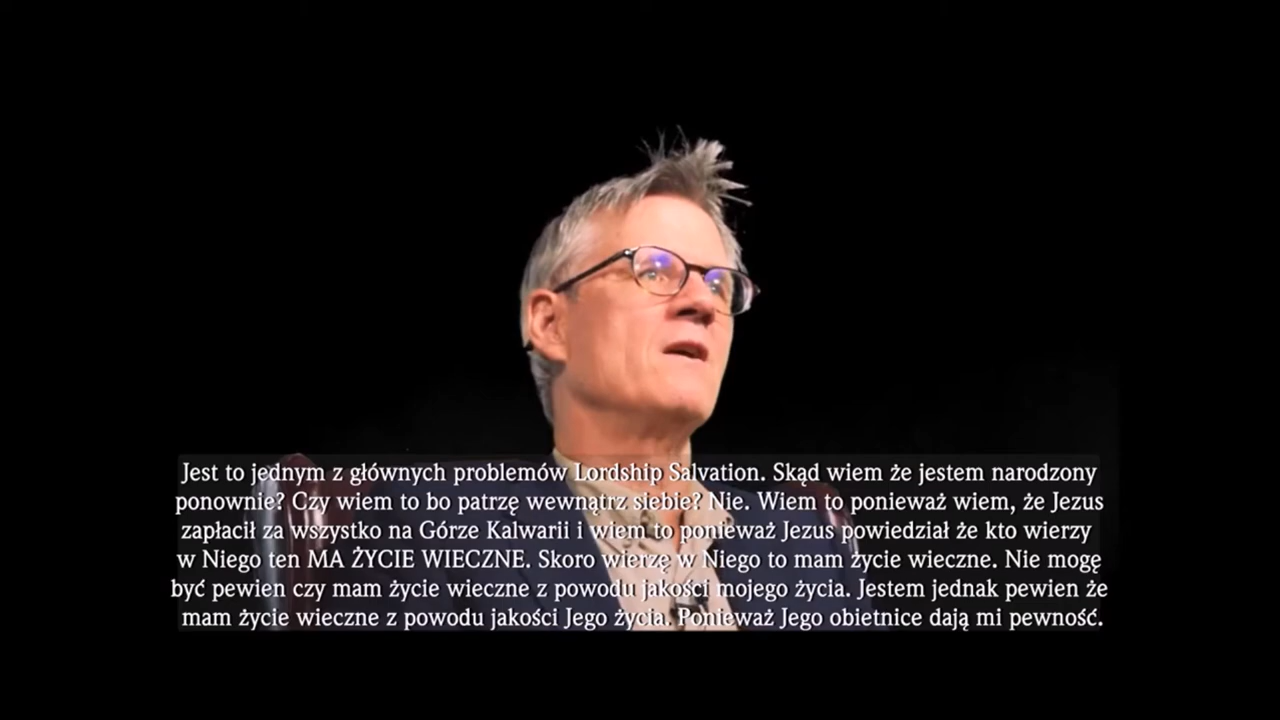 Jest to jednym z głównych problemów Lordship Salvation. Skąd wiem że jestem narodzony
ponownie? Czy wiem to bo patrzę wewnątrz siebie? Nie. Wiem to ponieważ wiem, że Jezus
zapłacił za wszystko na Górze Kalwarii i wiem to ponieważ Jezus powiedział że kto wierzy
w Niego ten MA ŻYCIE WIECZNE. Skoro wierzę w Niego to mam życie wieczne. Nie mogę
być pewien czy mam życie wieczne z powodu jakości mojego życia. Jestem jednak pewien że
mam życie wieczne z powodu jakości Jego życia. Ponieważ Jego obietnice dają mi pewność.